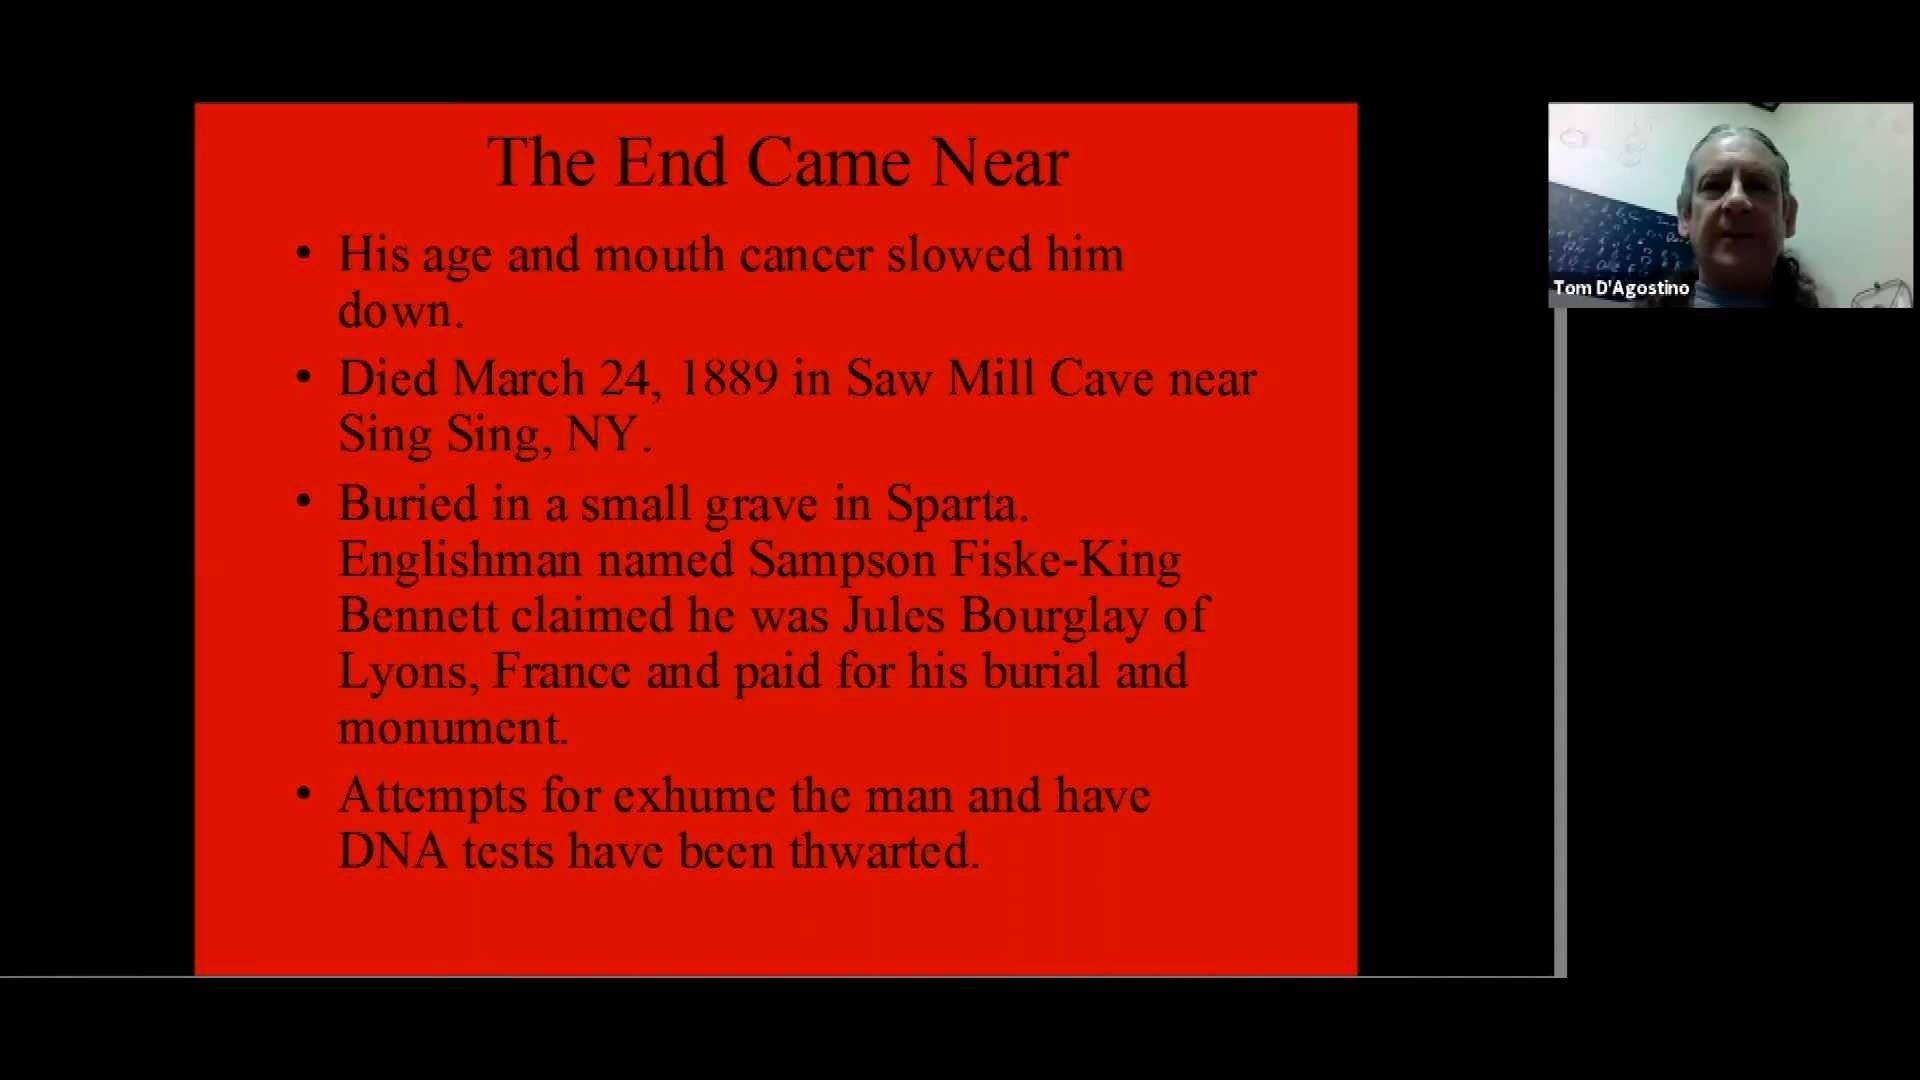 The End Came Near
• His age and mouth cancer slowed him
down.
• Died March 24, 1889 in Saw Mill Cave near
Sing Sing, NY.
• Buried in a small grave in Sparta.
Englishman named Sampson Fiske-King
Bennett claimed he was Jules Bourglay of
Lyons, France and paid for his burial and
monument.
• Attempts for exhume the man and have
DNA tests have been thwarted.
Tom D'Agostino